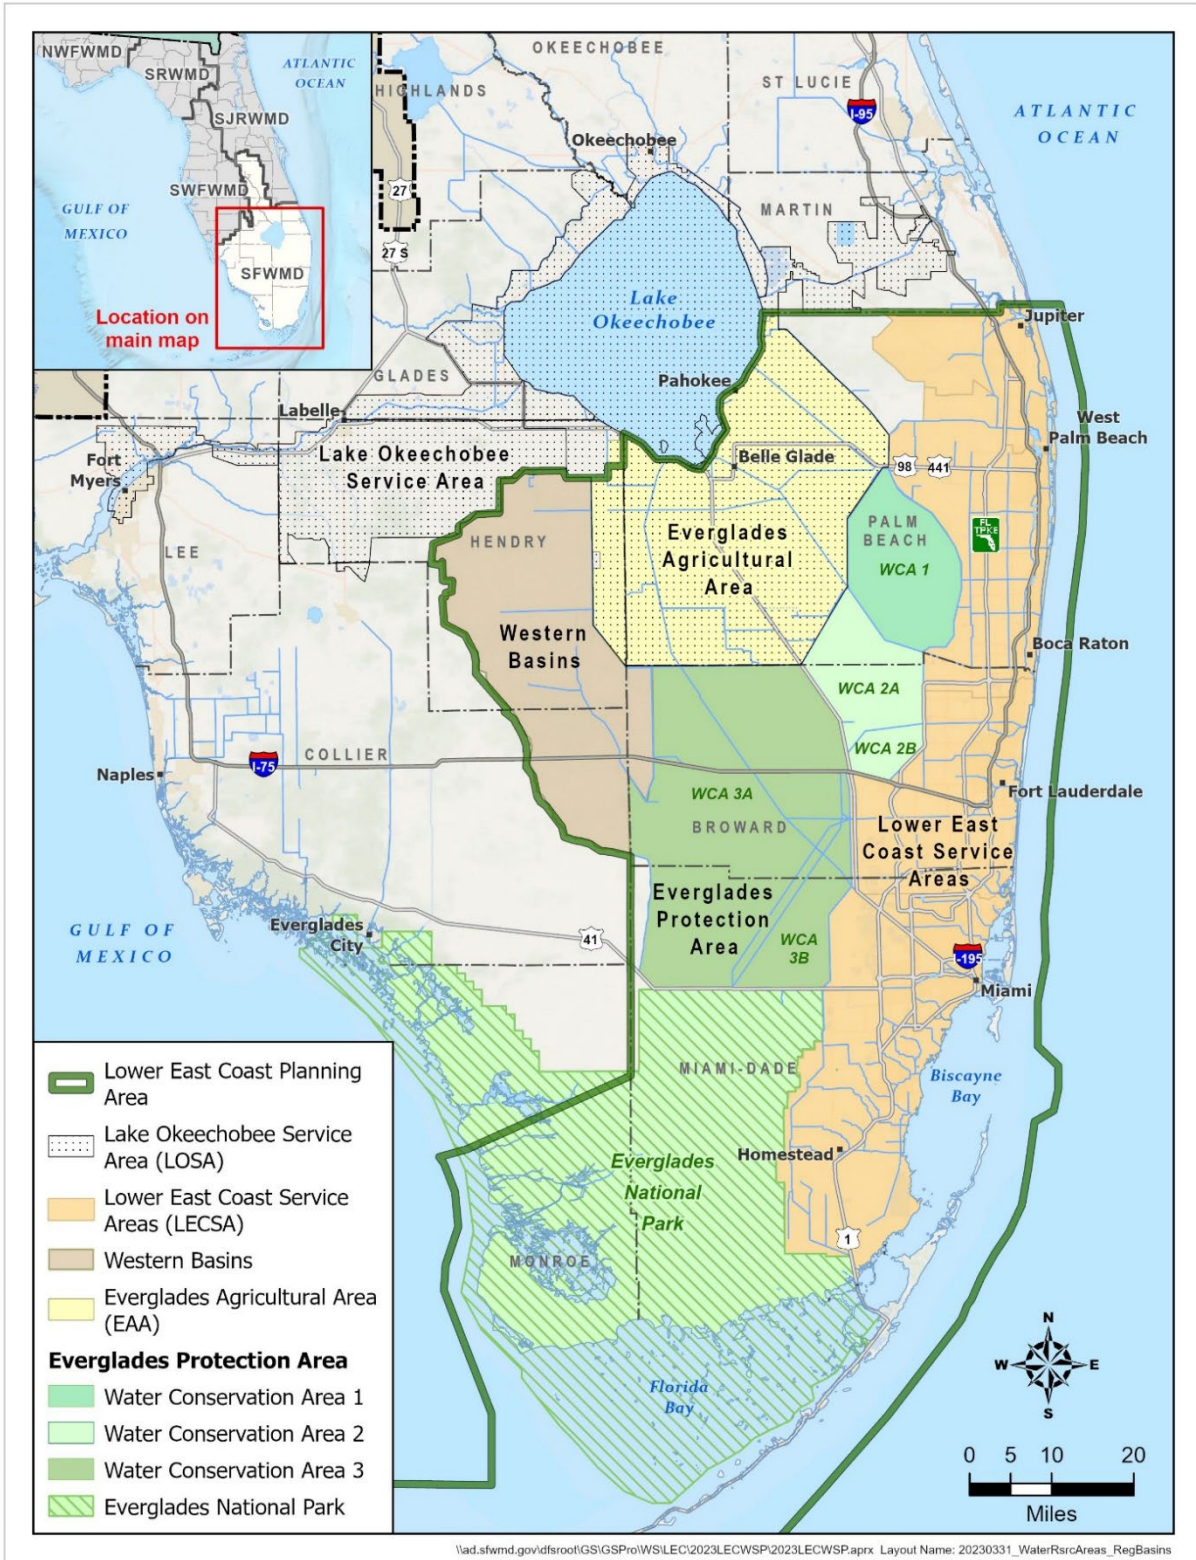 NWFWMD
SRWMD
SJRWMD
SWFWMD
SFWMD
ATLANTIC
OCEAN
GULF OF
MEXICO
Location on
main map
HIGHLANDS
OKEECHOBEE
ST LUCIE
I-95
ATLANTIC
OCEAN
Okeechobee
27
27 S
MARTIN
Lake
Okeechobee
Jupiter
GLADES
Pahokee
Labelle
West
Palm Beach
Fort
Myers
Lake Okeechobee
Service Area
Belle Glade
98
441
LEE
HENDRY
Everglades
Agricultural
Area
PALM
BEACH
WCA 1
FL
TPKE
Western
Basins
Boca Raton
WCA 2A
WCA 2B
COLLIER
I-75
Naples
WCA 3A
BROWARD
Fort Lauderdale
Lower East
Coast Service
Areas
Everglades
Protection
Area
WCA
3B
GULF OF
MEXICO
Everglades
City
41
I-195
Miami
MIAMI-DADE
Biscayne
Bay
Homestead
Everglades
National
Park
1
MONROE
Florida
Bay
Lower East Coast Planning
Area
Lake Okeechobee Service
Area (LOSA)
Lower East Coast Service
Areas (LECSA)
Western Basins
Everglades Agricultural Area
(EAA)
Everglades Protection Area
Water Conservation Area 1
Water Conservation Area 2
Water Conservation Area 3
Everglades National Park
N
W E
S
0 5 10 20
Miles
\\ad.sfwmd.gov\dfsroot\GS\GSPro\WS\LEC\2023LECWSP\2023LECWSP.aprx Layout Name: 20230331_WaterRsrcAreas_RegBasins